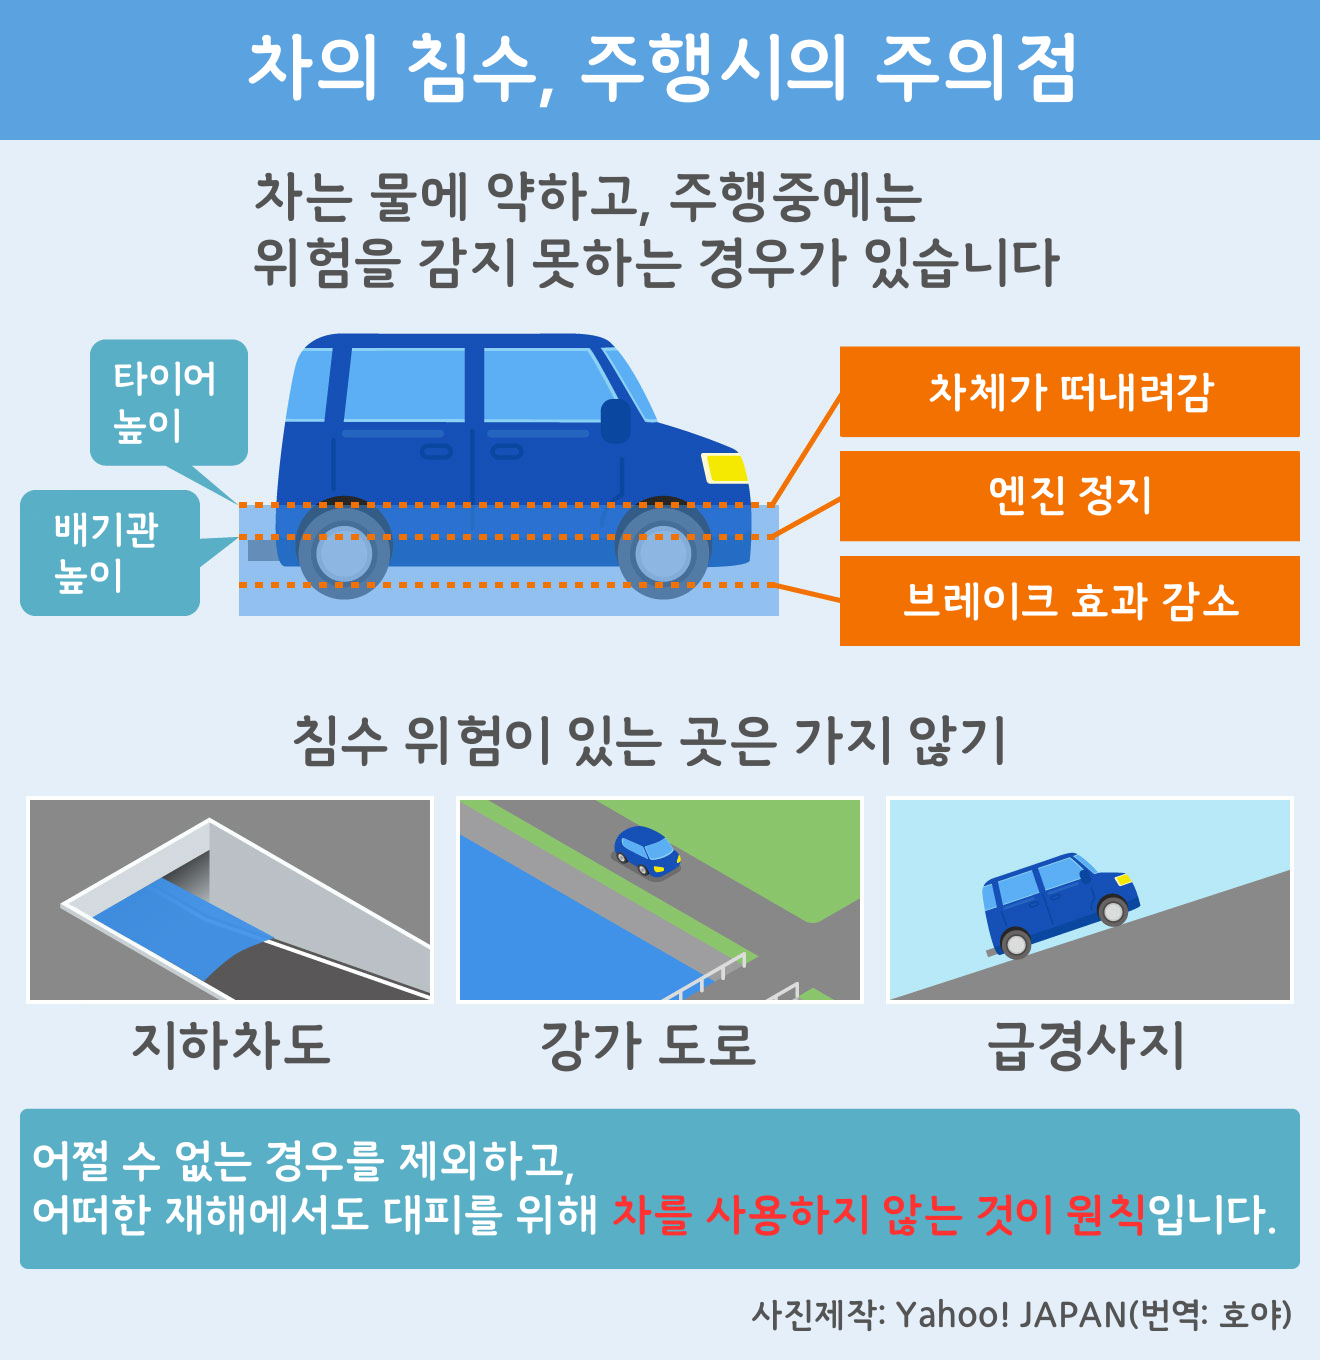 차의 침수, 주행시의 주의점
차는 물에 약하고, 주행중에는
위험을 감지 못하는 경우가 있습니다
타이어
높이
배기관
높이
차체가 떠내려감
엔진 정지
브레이크 효과 감소
침수 위험이 있는 곳은 가지 않기
지하차도
강가 도로
급경사지
어쩔 수 없는 경우를 제외하고,
어떠한 재해에서도 대피를 위해 차를 사용하지 않는 것이 원칙입니다.
사진제작: Yahoo! JAPAN(번역: 호야)